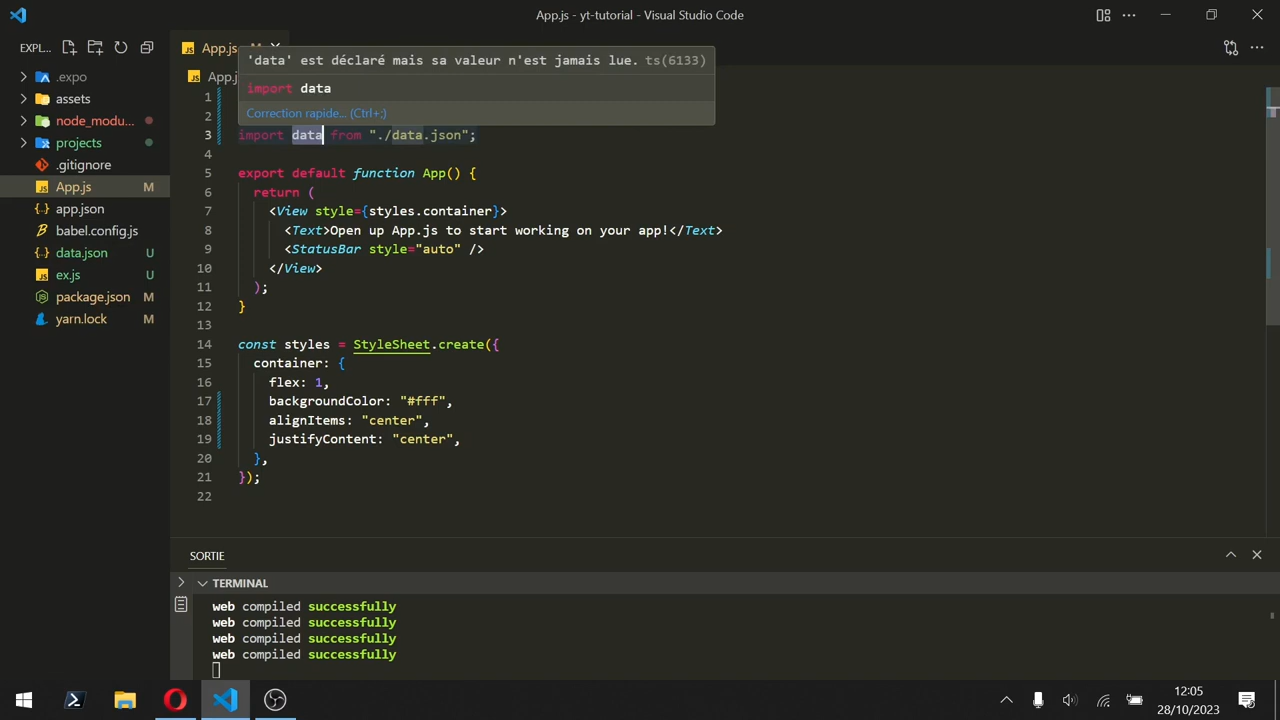 App.js - yt-tutorial - Visual Studio Code
EXPL...
App.js M
.expo
assets
node_modu...
projects
.gitignore
App.js M
app.json
babel.config.js
data.json U
ex.js U
package.json M
yarn.lock M
App.j
'data' est déclaré mais sa valeur n'est jamais lue. ts(6133)
import data
Correction rapide... (Ctrl+;)
1
2
3 import data from "./data.json";
4
5 export default function App() {
6 return (
7 <View style={styles.container}>
8 <Text>Open up App.js to start working on your app!</Text>
9 <StatusBar style="auto" />
10 </View>
11 );
12 }
13
14 const styles = StyleSheet.create({
15 container: {
16 flex: 1,
17 backgroundColor: "#fff",
18 alignItems: "center",
19 justifyContent: "center",
20 },
21 });
22
SORTIE
TERMINAL
web compiled successfully
web compiled successfully
web compiled successfully
web compiled successfully
12:05
28/10/2023